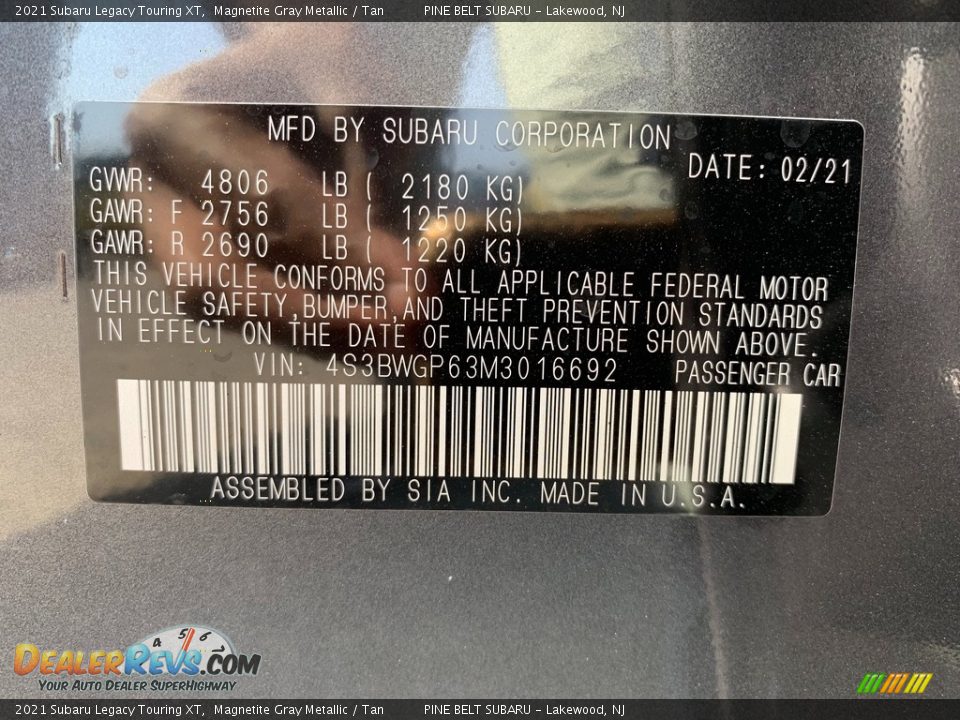 2021 Subaru Legacy Touring XT, Magnetite Gray Metallic / Tan PINE BELT SUBARU - Lakewood, NJ
MFD BY SUBARU CORPORATION
DATE: 02/21
GVWR: 4806 LB ( 2180 KG)
GAWR: F 2756 LB ( 1250 KG)
GAWR: R 2690 LB ( 1220 KG)
THIS VEHICLE CONFORMS TO ALL APPLICABLE FEDERAL MOTOR
VEHICLE SAFETY,BUMPER,AND THEFT PREVENTION STANDARDS
IN EFFECT ON THE DATE OF MANUFACTURE SHOWN ABOVE.
VIN: 4S3BWGP63M3016692 PASSENGER CAR
ASSEMBLED BY SIA INC. MADE IN U.S.A.
4 5 6 7
DEALERREVS.COM
YOUR AUTO DEALER SUPERHIGHWAY
2021 Subaru Legacy Touring XT, Magnetite Gray Metallic / Tan PINE BELT SUBARU - Lakewood, NJ